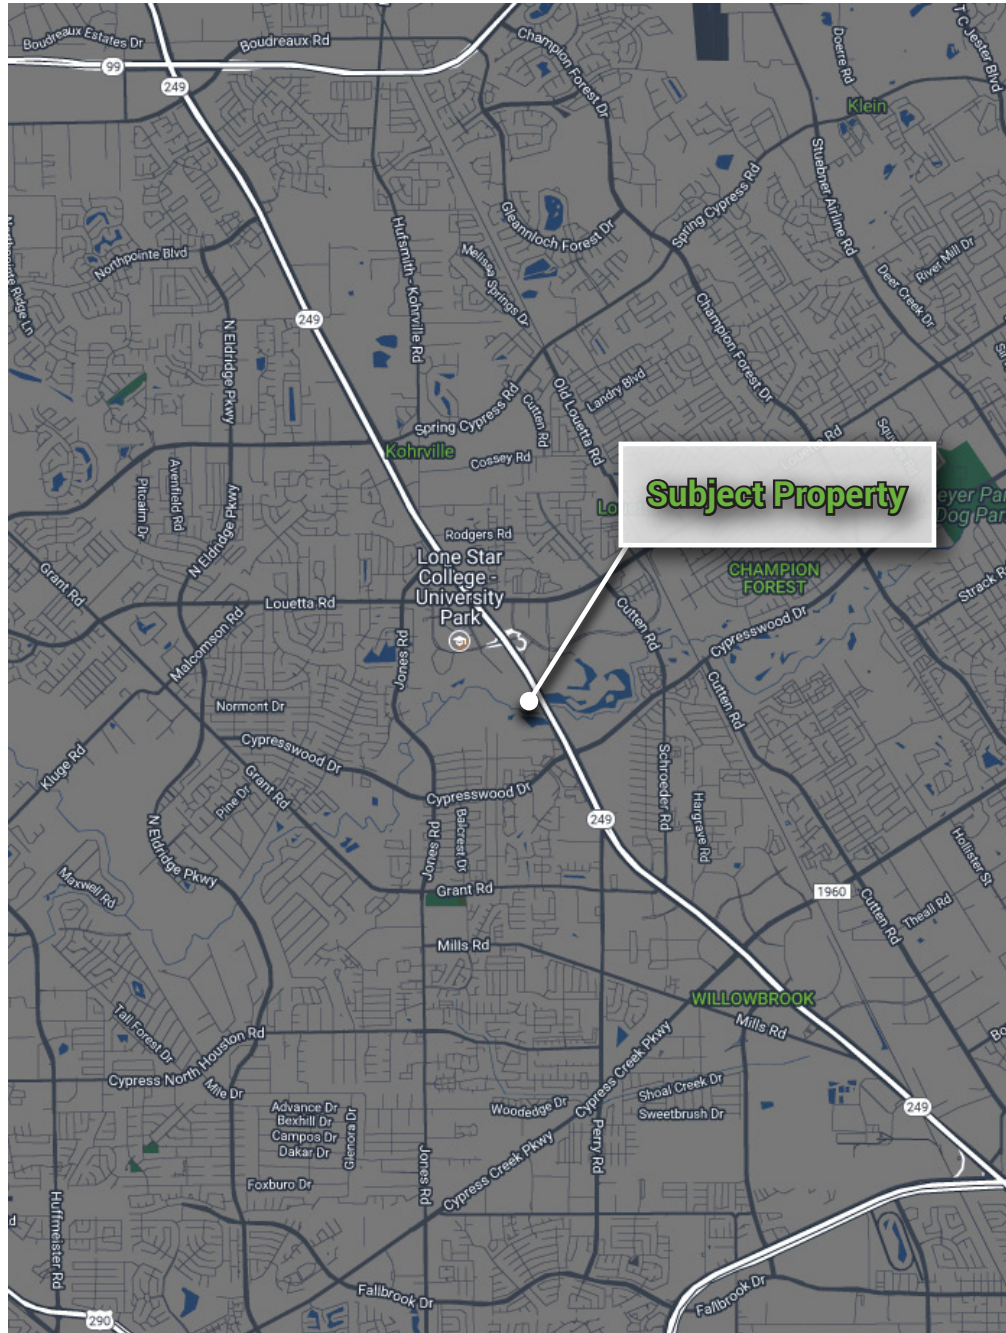 Boudreaux Estates Dr
Boudreaux Rd
99
249
Champion Forest Dr
Doerre Rd
T C Jester Blvd
Klein
Stuebner Airline Rd
Spring Cypress Rd
Gleannloch Forest Dr
Hufsmith - Kohrville Rd
Melissa Springs Dr
Northpointe Blvd
River Mill Dr
Deer Creek Dr
Ridge Ln
249
N Eldridge Pkwy
Champion Forest Dr
Landry Blvd
Old Louetta Rd
Cutten Rd
Spring Cypress Rd
Kohrville
Cossey Rd
Avenfield Rd
Pitcairn Dr
N Eldridge Pkwy
Subject Property
Dog Par
Rodgers Rd
Lone Star
College -
University
Park
CHAMPION
FOREST
Grant Rd
Louetta Rd
Malcomson Rd
Jones Rd
Cutten Rd
Cypresswood Dr
Strack R
Normont Dr
Cutten Rd
Cypresswood Dr
Kluge Rd
Grant Rd
Pine Dr
Cypresswood Dr
Schroeder Rd
Hargrave Rd
249
N Eldridge Pkwy
Jones Rd
Balcrest Dr
Hollister St
Maxwell Rd
Grant Rd
1960
Cutten Rd
Theall Rd
Mills Rd
WILLOWBROOK
Mills Rd
Tall Forest Dr
Cypress North Houston Rd
Mile Dr
Cypress Creek Pkwy
Shoal Creek Dr
Sweetbrush Dr
Woodedge Dr
249
Advance Dr
Bexhill Dr
Campos Dr
Dakar Dr
Glenora Dr
Perry Rd
Jones Rd
Cypress Creek Pkwy
Foxburo Dr
Huffmeister Rd
Fallbrook Dr
Fallbrook Dr
290